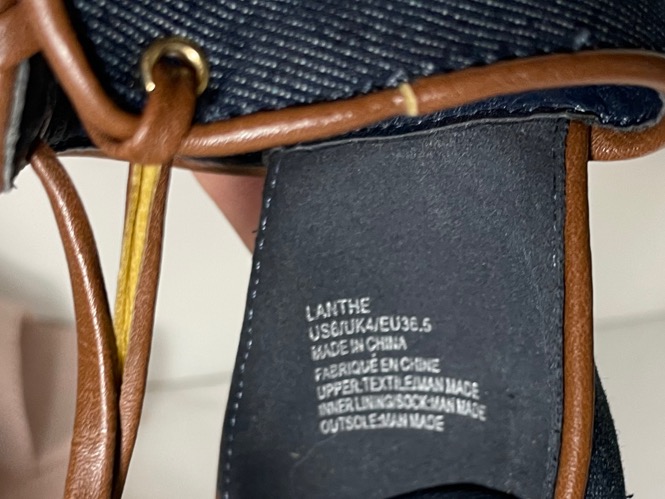 LANTHE
US6/UK4/EU36.5
MADE IN CHINA
FABRIQUÉ EN CHINE
UPPER:TEXTILE/MAN MADE
INNER LINING/SOCK:MAN MADE
OUTSOLE:MAN MADE